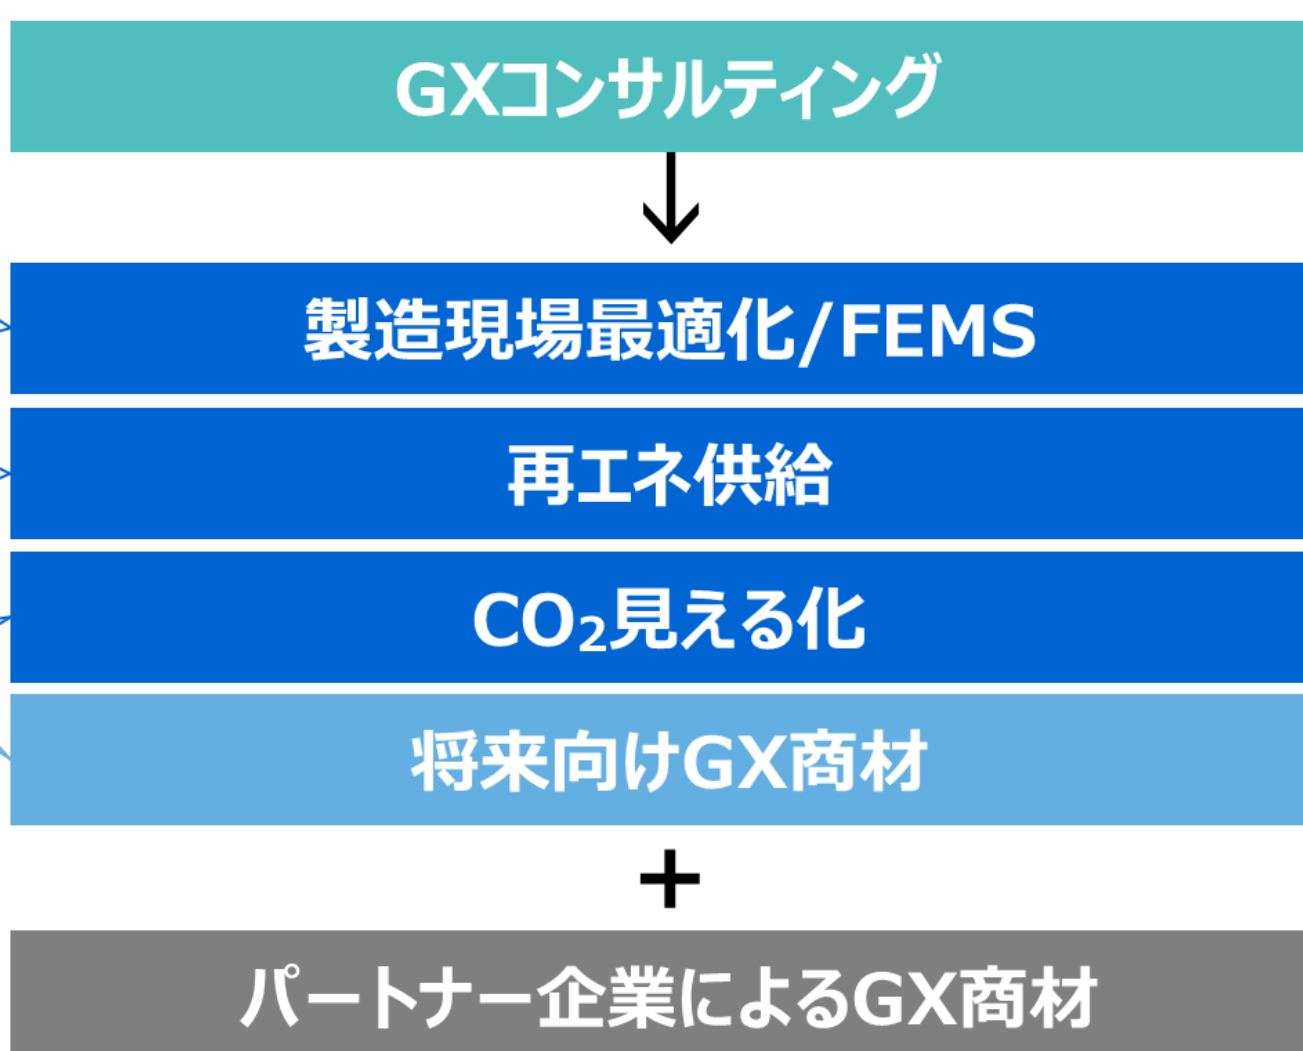 GXコンサルティング
製造現場最適化/FEMS
再エネ供給
CO₂見える化
将来向けGX商材
+
パートナー企業によるGX商材